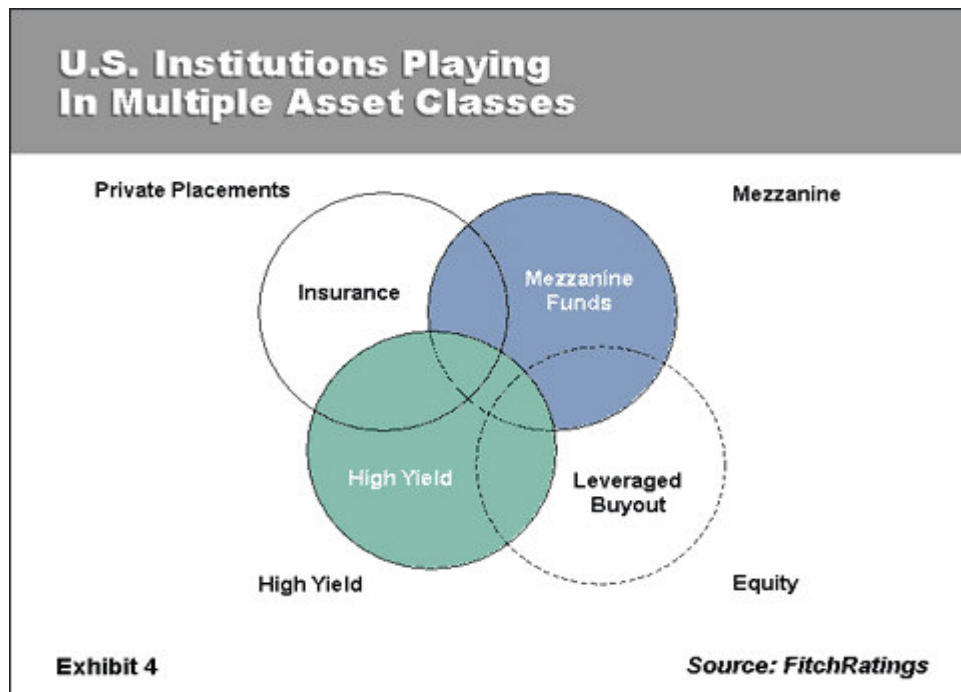 U.S. Institutions Playing
In Multiple Asset Classes
Private Placements
Mezzanine
Insurance
Mezzanine
Funds
High Yield
Leveraged
Buyout
High Yield
Equity
Exhibit 4
Source: FitchRatings